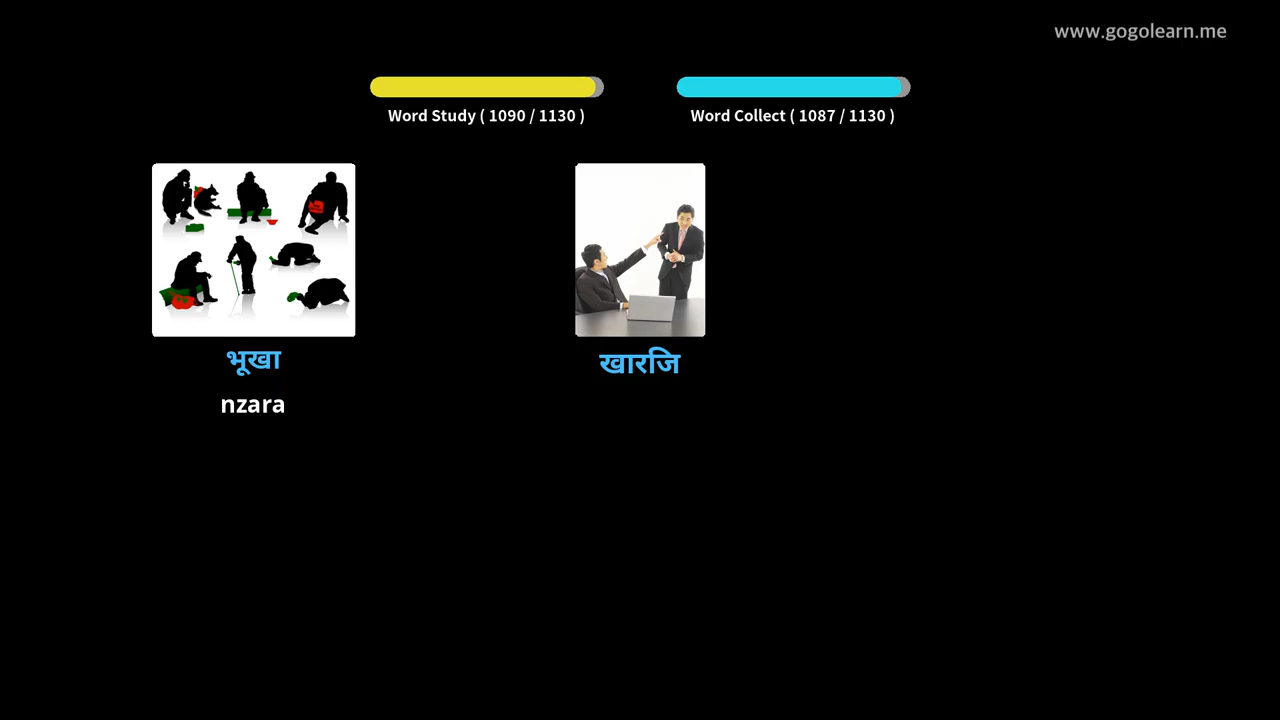 www.gogolearn.me
Word Study ( 1090 / 1130 )
Word Collect ( 1087 / 1130 )
भूखा
खारजि
nzara